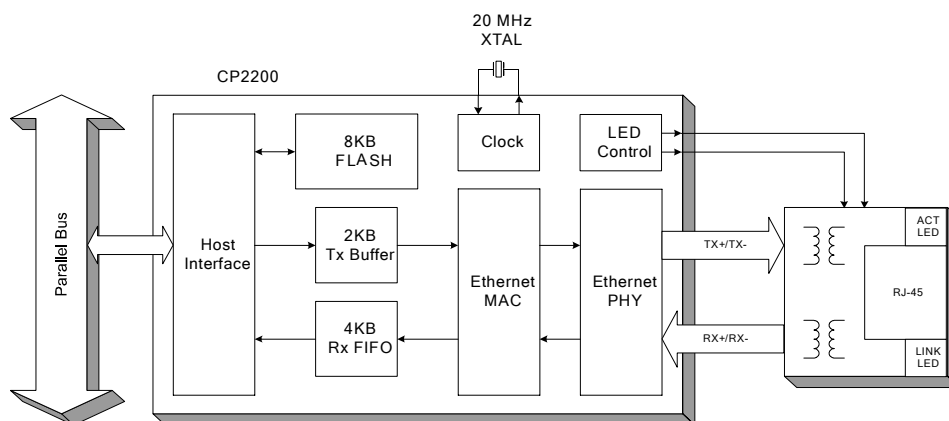 20 MHz
XTAL
CP2200
Parallel Bus
Host
Interface
8KB
FLASH
Clock
LED
Control
2KB
Tx Buffer
4KB
Rx FIFO
Ethernet
MAC
Ethernet
PHY
TX+/TX-
RX+/RX-
ACT
LED
RJ-45
LINK
LED